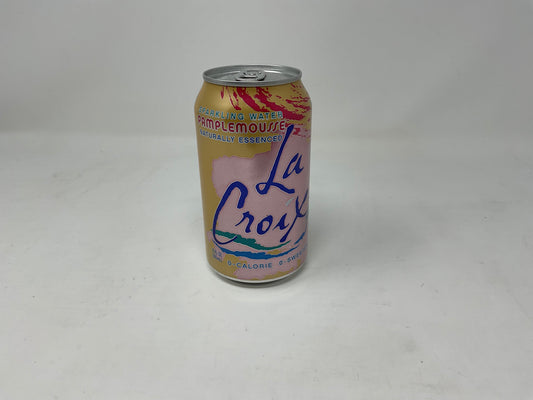 SPARKLING WATER
PAMPLEMOUSSE
NATURALLY ESSENCED
La
Croix
0-CALORIE 0-SWE